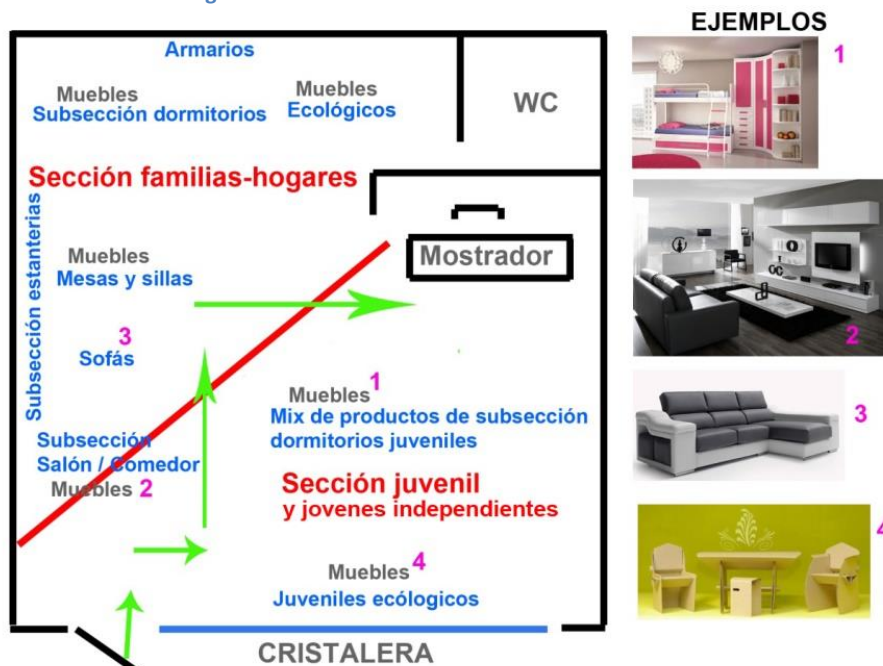 EJEMPLOS
Armarios
Muebles
Subsección dormitorios
Muebles
Ecológicos
WC
1
Sección familias-hogares
Subsección estanterias
Muebles
Mesas y sillas
Mostrador
2
3
Sofás
Muebles 1
Mix de productos de subsección
dormitorios juveniles
3
Subsección
Salón / Comedor
Muebles 2
Sección juvenil
y jovenes independientes
4
Muebles 4
Juveniles ecólogicos
CRISTALERA